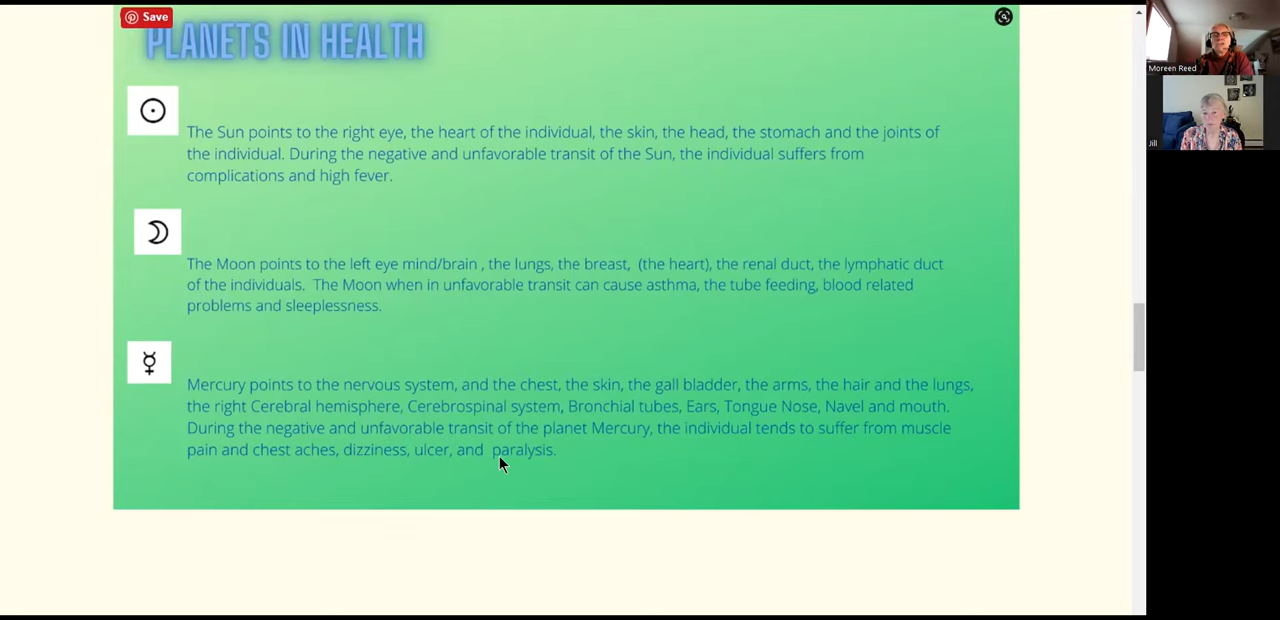 Save
PLANETS IN HEALTH
The Sun points to the right eye, the heart of the individual, the skin, the head, the stomach and the joints of
the individual. During the negative and unfavorable transit of the Sun, the individual suffers from
complications and high fever.
The Moon points to the left eye mind/brain , the lungs, the breast, (the heart), the renal duct, the lymphatic duct
of the individuals. The Moon when in unfavorable transit can cause asthma, the tube feeding, blood related
problems and sleeplessness.
Mercury points to the nervous system, and the chest, the skin, the gall bladder, the arms, the hair and the lungs,
the right Cerebral hemisphere, Cerebrospinal system, Bronchial tubes, Ears, Tongue Nose, Navel and mouth.
During the negative and unfavorable transit of the planet Mercury, the individual tends to suffer from muscle
pain and chest aches, dizziness, ulcer, and paralysis.
Moreen Reed
Jill